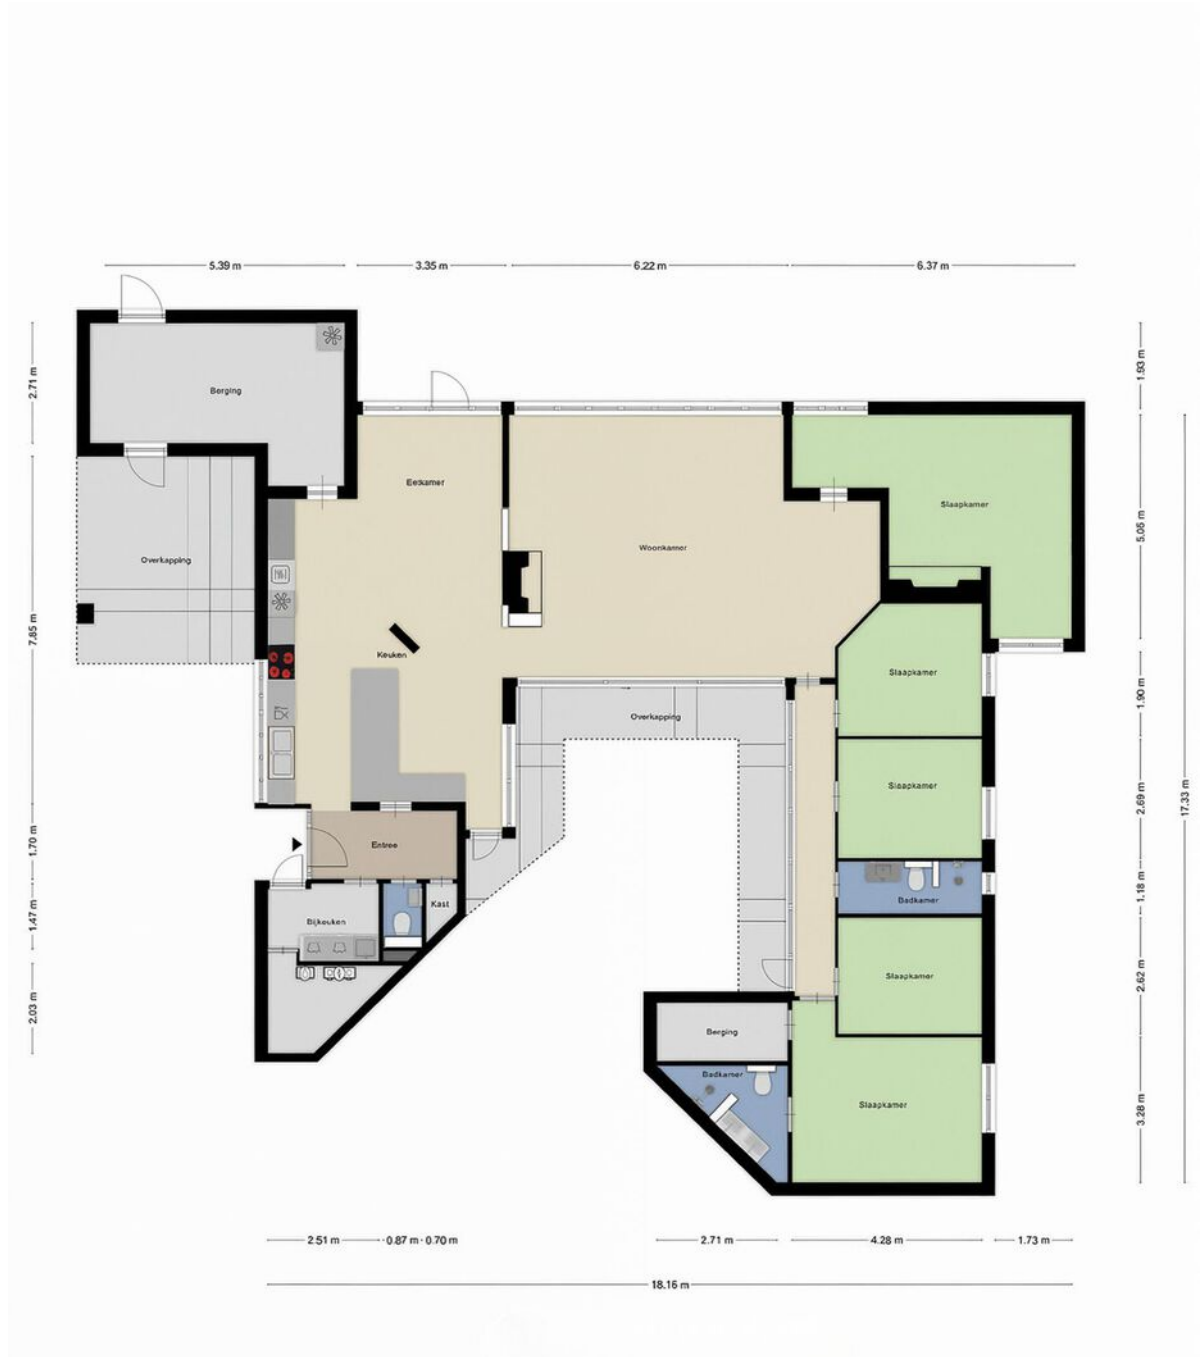 5.39 m
3.35 m
6.22 m
6.37 m
2.71 m
1.93 m
Berging
Eetkamer
Slaapkamer
5.05 m
Woonkamer
Overkapping
7.85 m
Keuken
Slaapkamer
1.90 m
Overkapping
Slaapkamer
2.69 m
17.33 m
1.70 m
Entree
1.18 m
Badkamer
Kast
1.47 m
Bijkeuken
Slaapkamer
2.62 m
2.03 m
Berging
Badkamer
Slaapkamer
3.28 m
2.51 m
0.87 m
0.70 m
2.71 m
4.28 m
1.73 m
18.16 m